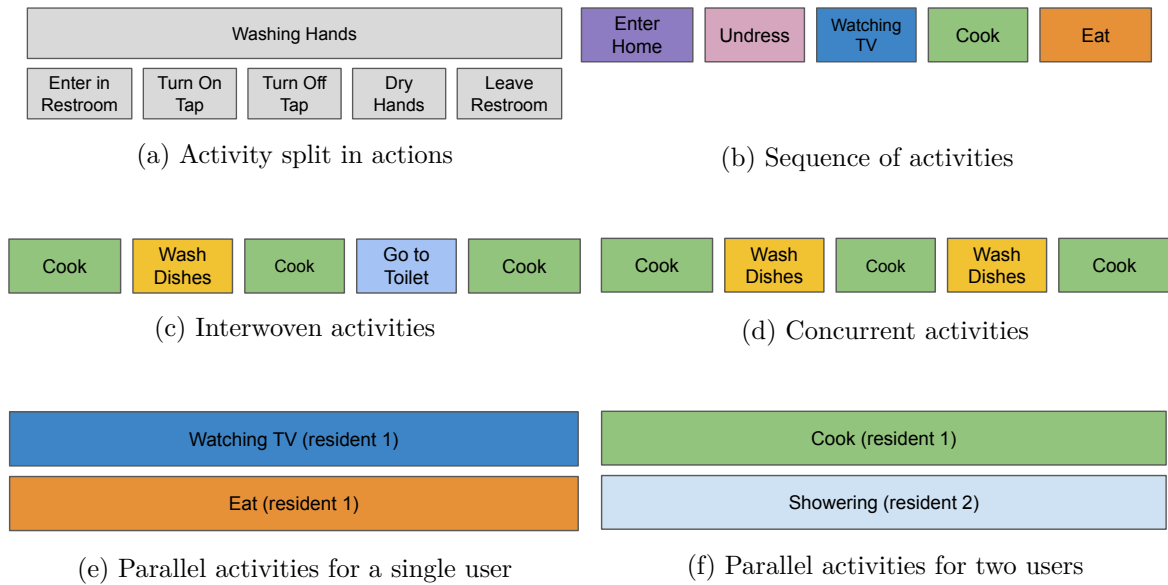 Washing Hands
Enter in
Restroom
Turn On
Tap
Turn Off
Tap
Dry
Hands
Leave
Restroom
(a) Activity split in actions
Enter
Home
Undress
Watching
TV
Cook
Eat
(b) Sequence of activities
Cook
Wash
Dishes
Cook
Go to
Toilet
Cook
(c) Interwoven activities
Cook
Wash
Dishes
Cook
Wash
Dishes
Cook
(d) Concurrent activities
Watching TV (resident 1)
Eat (resident 1)
(e) Parallel activities for a single user
Cook (resident 1)
Showering (resident 2)
(f) Parallel activities for two users